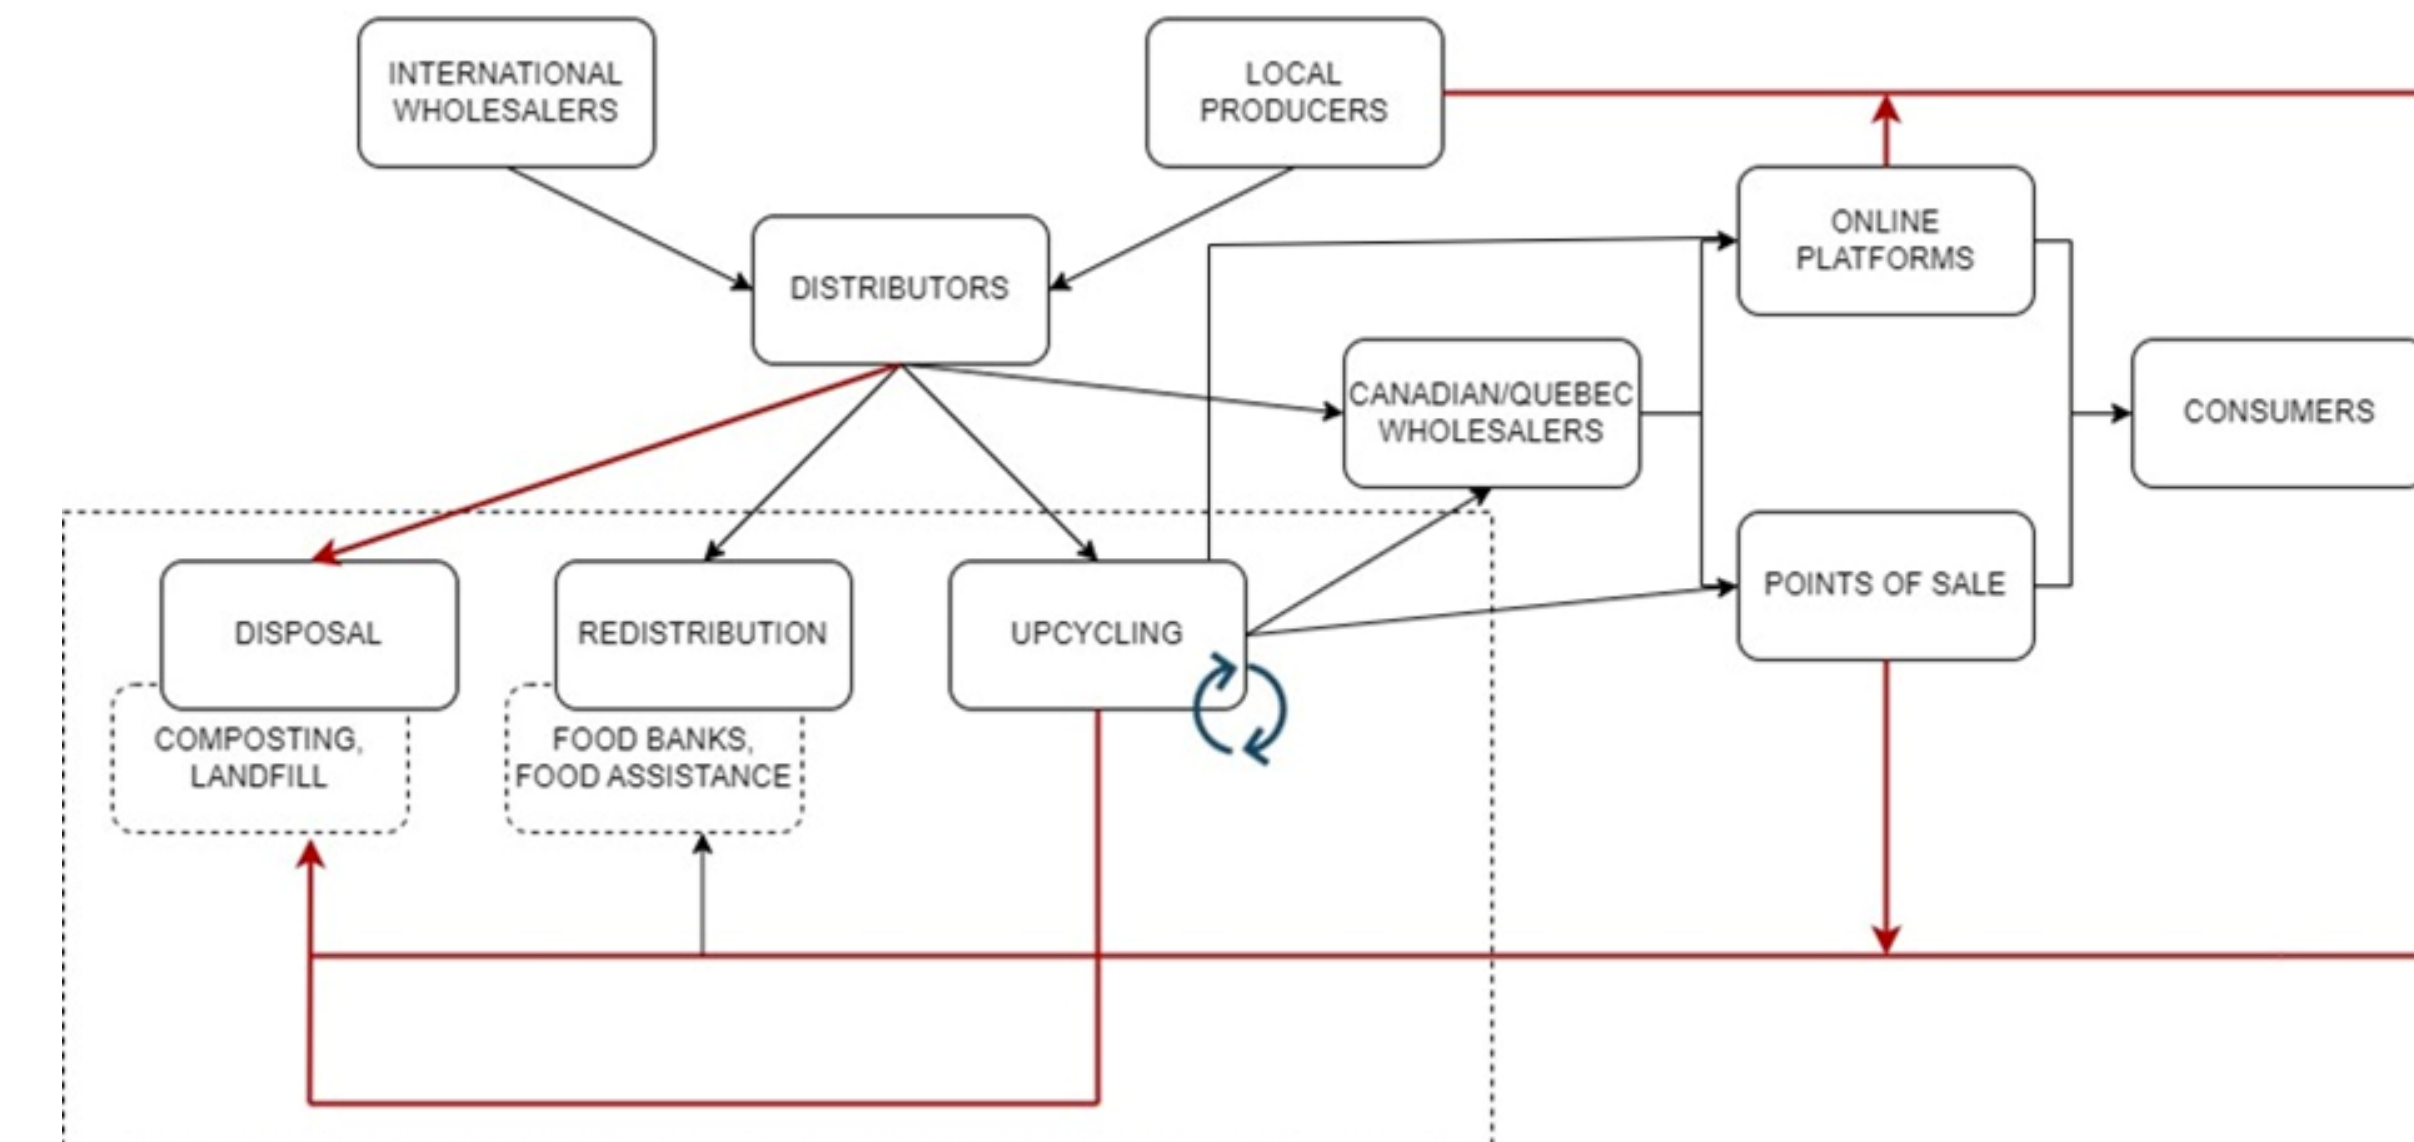 INTERNATIONAL
WHOLESALERS
LOCAL
PRODUCERS
DISTRIBUTORS
ONLINE
PLATFORMS
CANADIAN/QUEBEC
WHOLESALERS
CONSUMERS
POINTS OF SALE
DISPOSAL
REDISTRIBUTION
UPCYCLING
COMPOSTING,
LANDFILL
FOOD BANKS,
FOOD ASSISTANCE